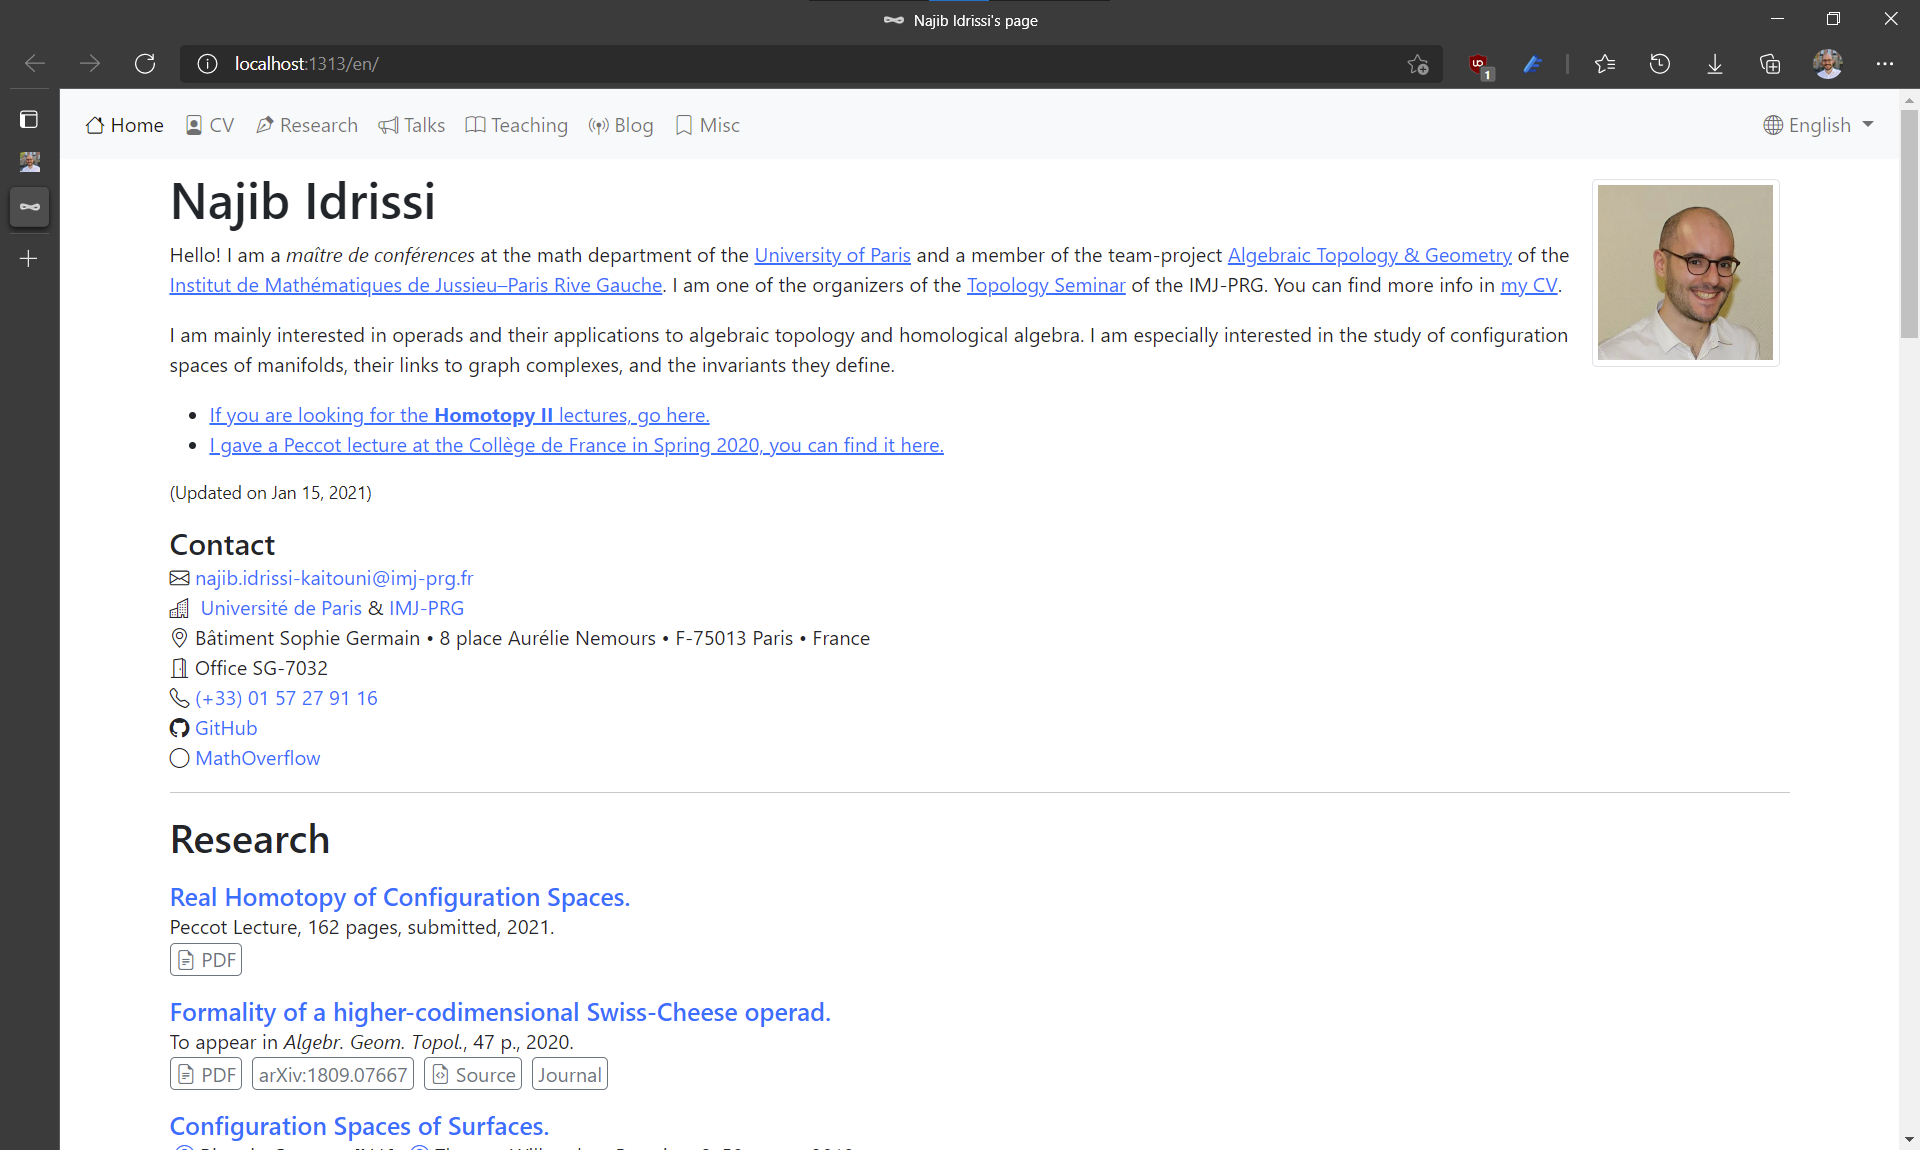 Najib Idrissi's page
localhost:1313/en/
1
Home CV Research Talks Teaching Blog Misc English
Najib Idrissi
Hello! I am a maître de conférences at the math department of the University of Paris and a member of the team-project Algebraic Topology & Geometry of the
Institut de Mathématiques de Jussieu–Paris Rive Gauche. I am one of the organizers of the Topology Seminar of the IMJ-PRG. You can find more info in my CV.
I am mainly interested in operads and their applications to algebraic topology and homological algebra. I am especially interested in the study of configuration
spaces of manifolds, their links to graph complexes, and the invariants they define.
• If you are looking for the Homotopy II lectures, go here.
• I gave a Peccot lecture at the Collège de France in Spring 2020, you can find it here.
(Updated on Jan 15, 2021)
Contact
najib.idrissi-kaitouni@imj-prg.fr
Université de Paris & IMJ-PRG
Bâtiment Sophie Germain • 8 place Aurélie Nemours • F-75013 Paris • France
Office SG-7032
(+33) 01 57 27 91 16
GitHub
MathOverflow
Research
Real Homotopy of Configuration Spaces.
Peccot Lecture, 162 pages, submitted, 2021.
PDF
Formality of a higher-codimensional Swiss-Cheese operad.
To appear in Algebr. Geom. Topol., 47 p., 2020.
PDF arXiv:1809.07667 Source Journal
Configuration Spaces of Surfaces.